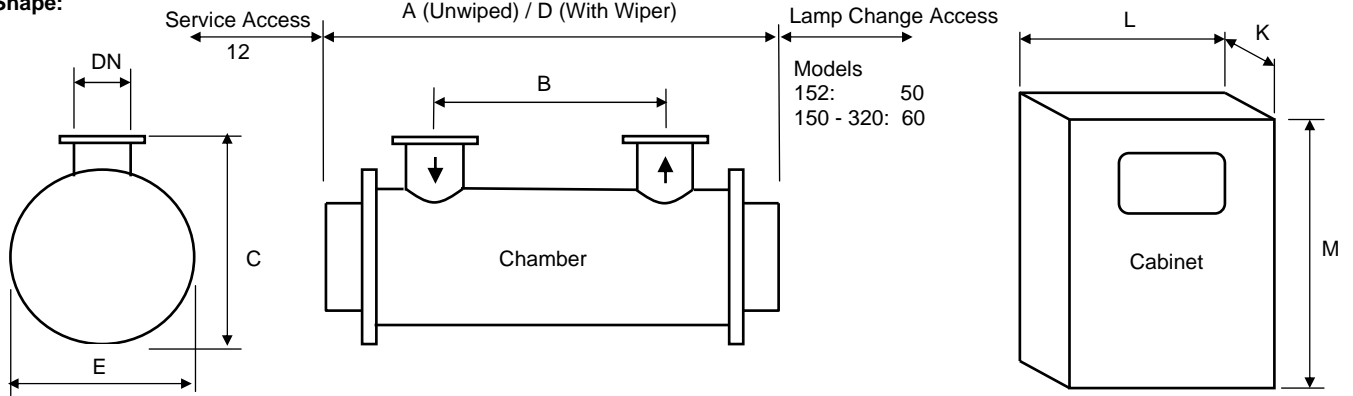 Shape:
Service Access
12
A (Unwiped) / D (With Wiper)
Lamp Change Access
Models
152: 50
150 - 320: 60
DN
B
C
E
Chamber
L
K
M
Cabinet